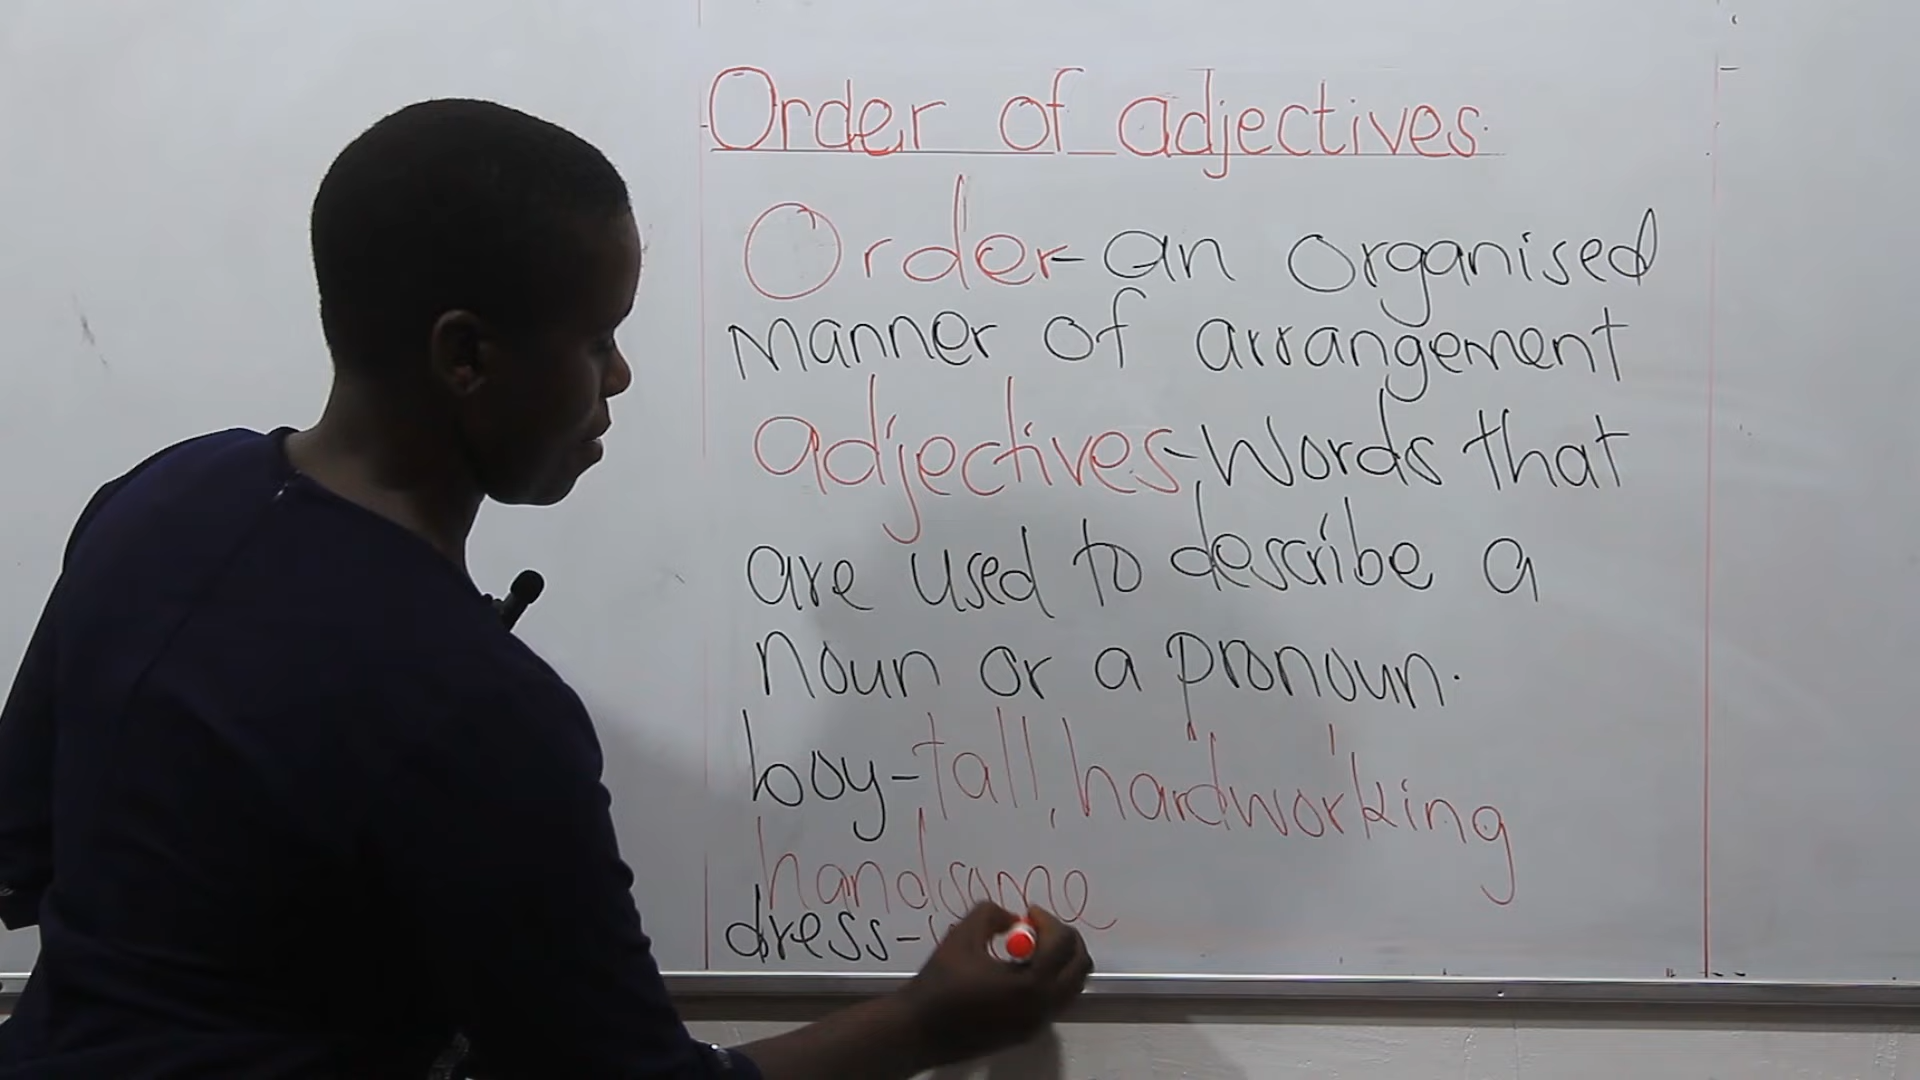 Order of adjectives.
Order-an organised
manner of arrangement
adjectives-words that
are used to describe a
noun or a pronoun.
boy-tall, hardworking
handsome
dress-